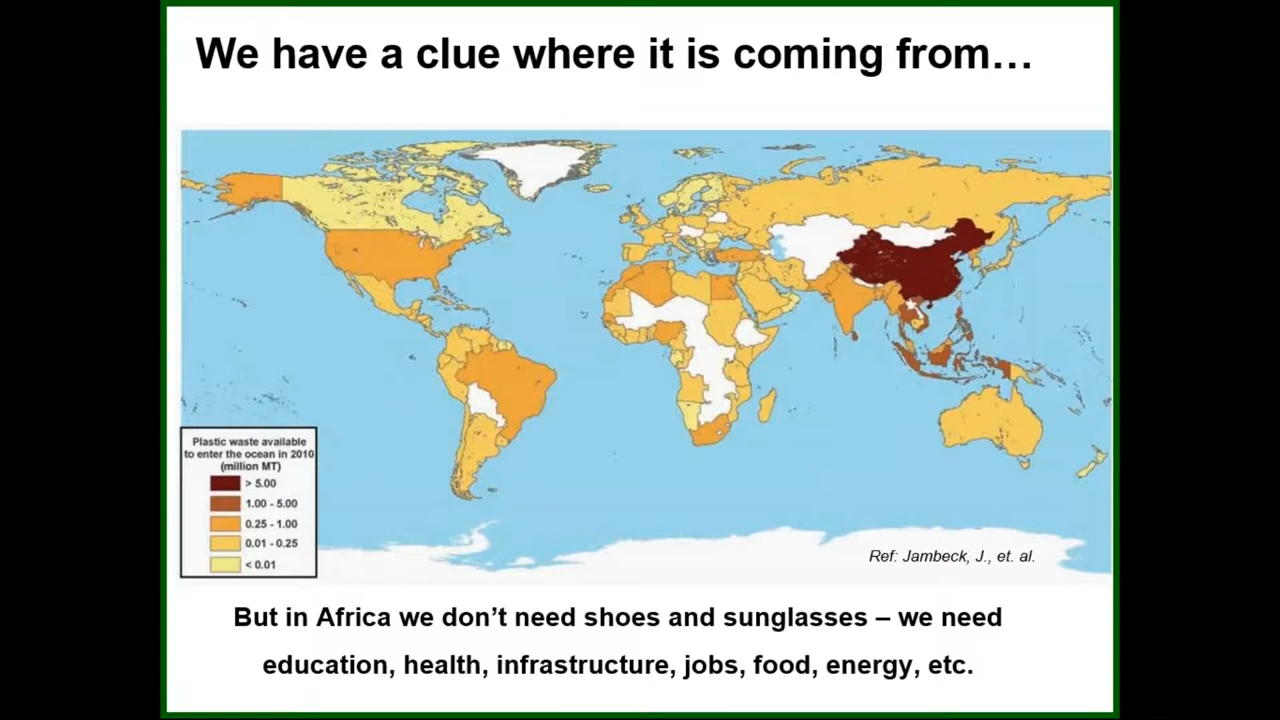 We have a clue where it is coming from…
Plastic waste available
to enter the ocean in 2010
(million MT)
> 5.00
1.00 - 5.00
0.25 - 1.00
0.01 - 0.25
< 0.01
Ref: Jambeck, J., et. al.
But in Africa we don’t need shoes and sunglasses – we need
education, health, infrastructure, jobs, food, energy, etc.